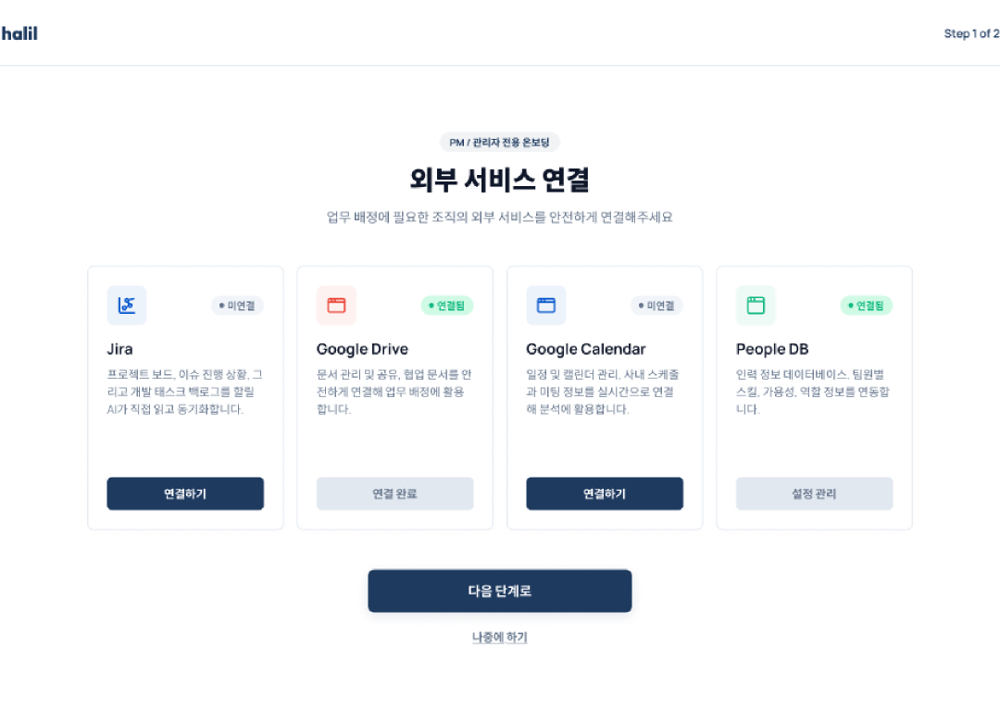 halil
Step 1 of 2
PM / 관리자 전용 온보딩
외부 서비스 연결
업무 배정에 필요한 조직의 외부 서비스를 안전하게 연결해주세요
미연결
Jira
프로젝트 보드, 이슈 진행 상황, 그
리고 개발 태스크 백로그를 할릴
AI가 직접 읽고 동기화합니다.
연결하기
연결됨
Google Drive
문서 관리 및 공유, 협업 문서를 안
전하게 연결해 업무 배정에 활용
합니다.
연결 완료
미연결
Google Calendar
일정 및 캘린더 관리, 사내 스케줄
과 미팅 정보를 실시간으로 연결
해 분석에 활용합니다.
연결하기
연결됨
People DB
인력 정보 데이터베이스, 팀원별
스킬, 가용성, 역할 정보를 연동합
니다.
설정 관리
다음 단계로
나중에 하기